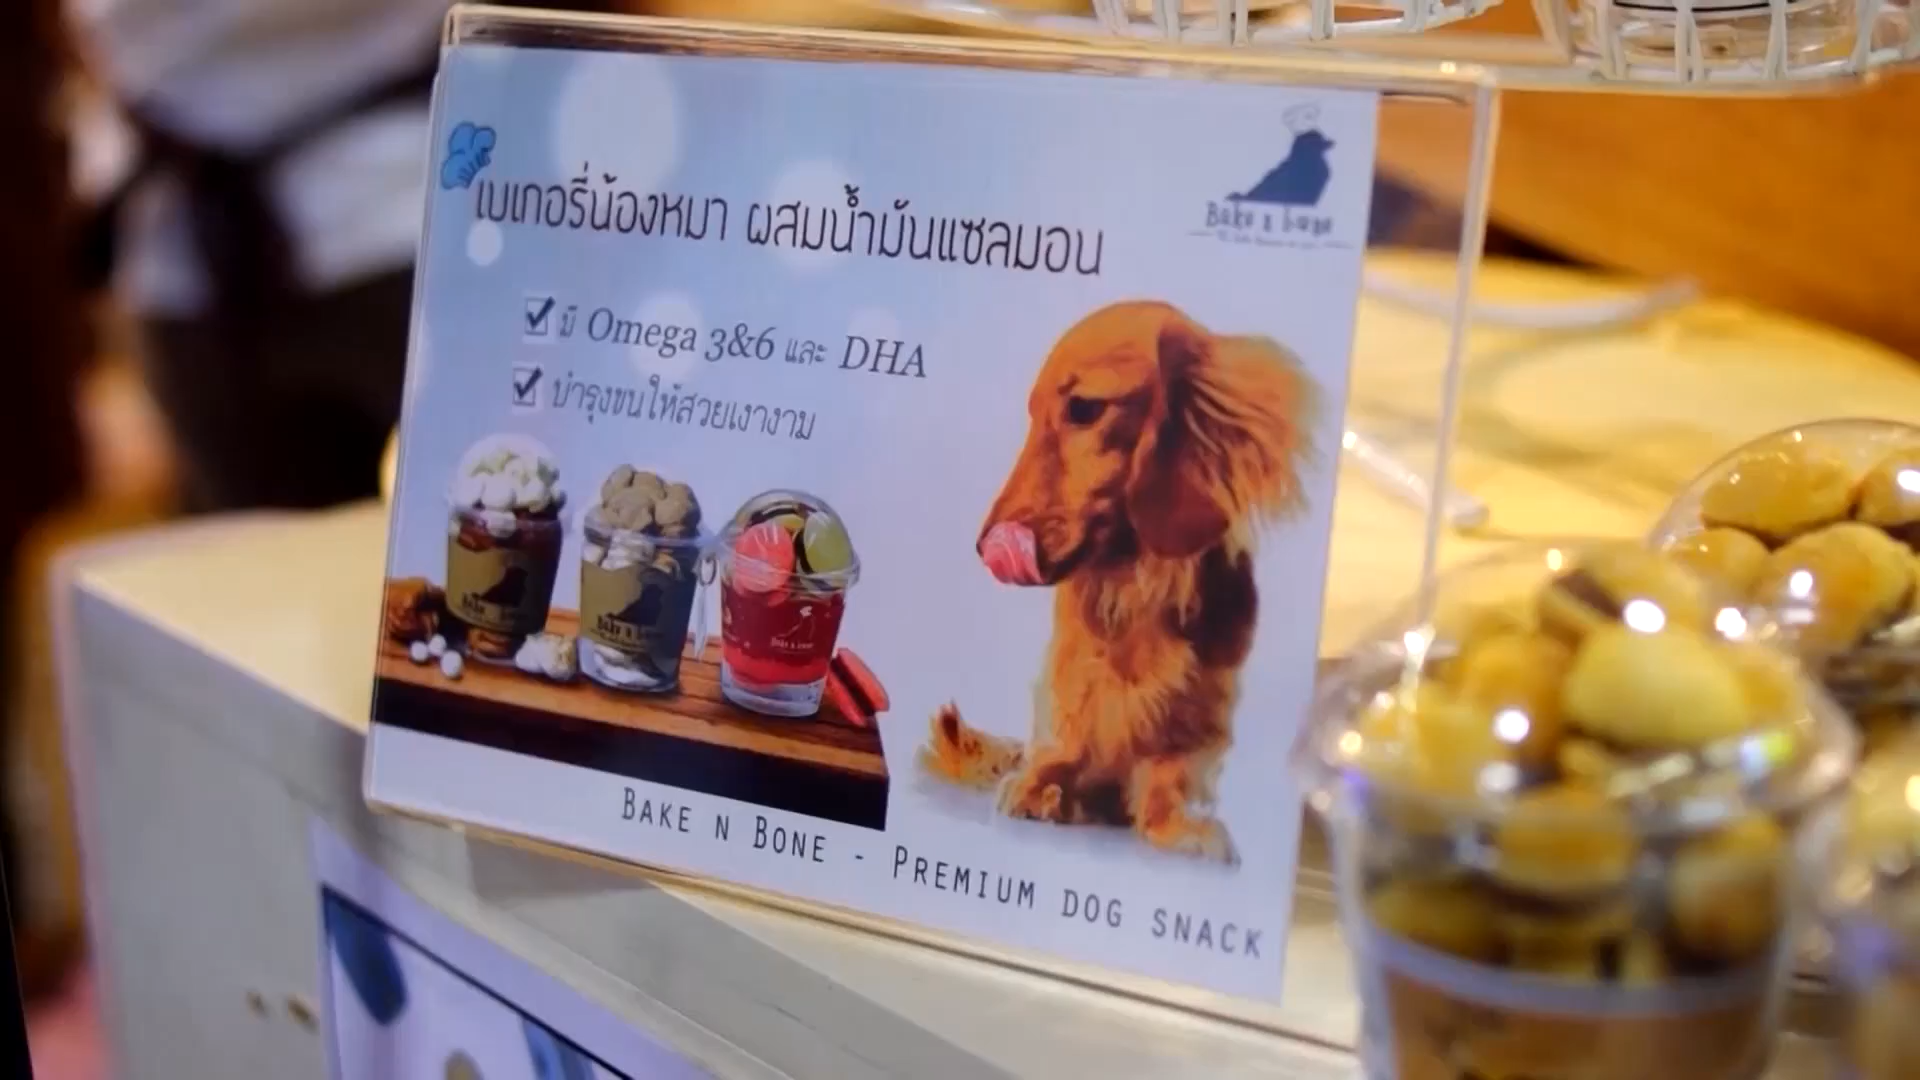 เบเกอรี่น้องหมา ผสมน้ำมันแซลมอน
Bake n Bone
มี Omega 3&6 และ DHA
บำรุงขนให้สวยเงางาม
BAKE N BONE - PREMIUM DOG SNACK